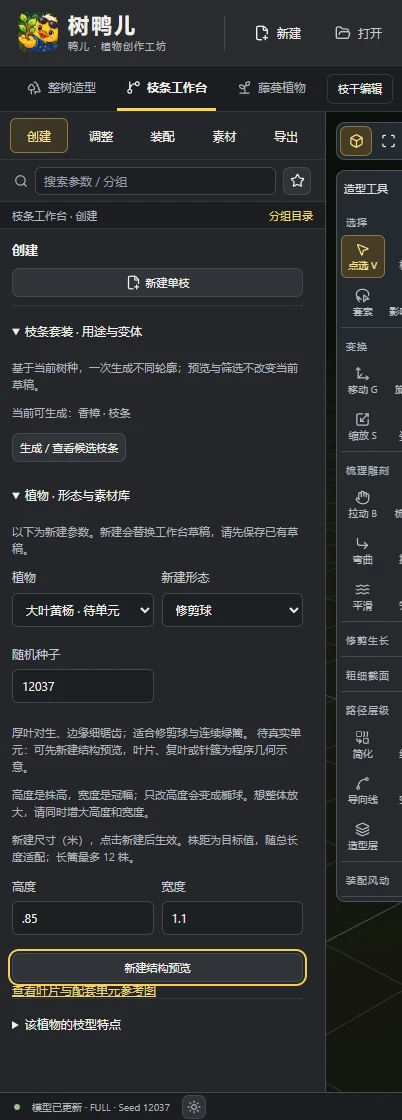 树鸭儿
鸭儿 · 植物创作工坊
新建
打开
整树造型
枝条工作台
藤蔓植物
枝干编辑
创建
调整
装配
素材
导出
搜索参数 / 分组
枝条工作台 · 创建
分组目录
创建
新建单枝
▼ 枝条套装 · 用途与变体
基于当前树种，一次生成不同轮廓；预览与筛选不改变当前
草稿。
当前可生成：香樟 · 枝条
生成 / 查看候选枝条
▼ 植物 · 形态与素材库
以下为新建参数。新建会替换工作台草稿，请先保存已有草
稿。
植物
新建形态
大叶黄杨 · 待单元
修剪球
随机种子
12037
厚叶对生、边缘细锯齿；适合修剪球与连续绿篱。 待真实单
元：可先新建结构预览，叶片、复叶或针簇为程序几何示
意。
高度是株高，宽度是冠幅；只改高度会变成椭球。想整体放
大，请同时增大高度和宽度。
新建尺寸（米），点击新建后生效。株距为目标值，随总长
度适配；长篱最多 12 株。
高度
宽度
.85
1.1
新建结构预览
查看叶片与配套单元参考图
▶ 该植物的枝型特点
模型已更新 · FULL · Seed 12037
造型工具
选择
点选 V
套索
变换
移动 G
缩放 S
梳理雕刻
拉动 B
弯曲
平滑
修剪生长
粗细截面
路径层级
简化
导向线
造型层
装配风动